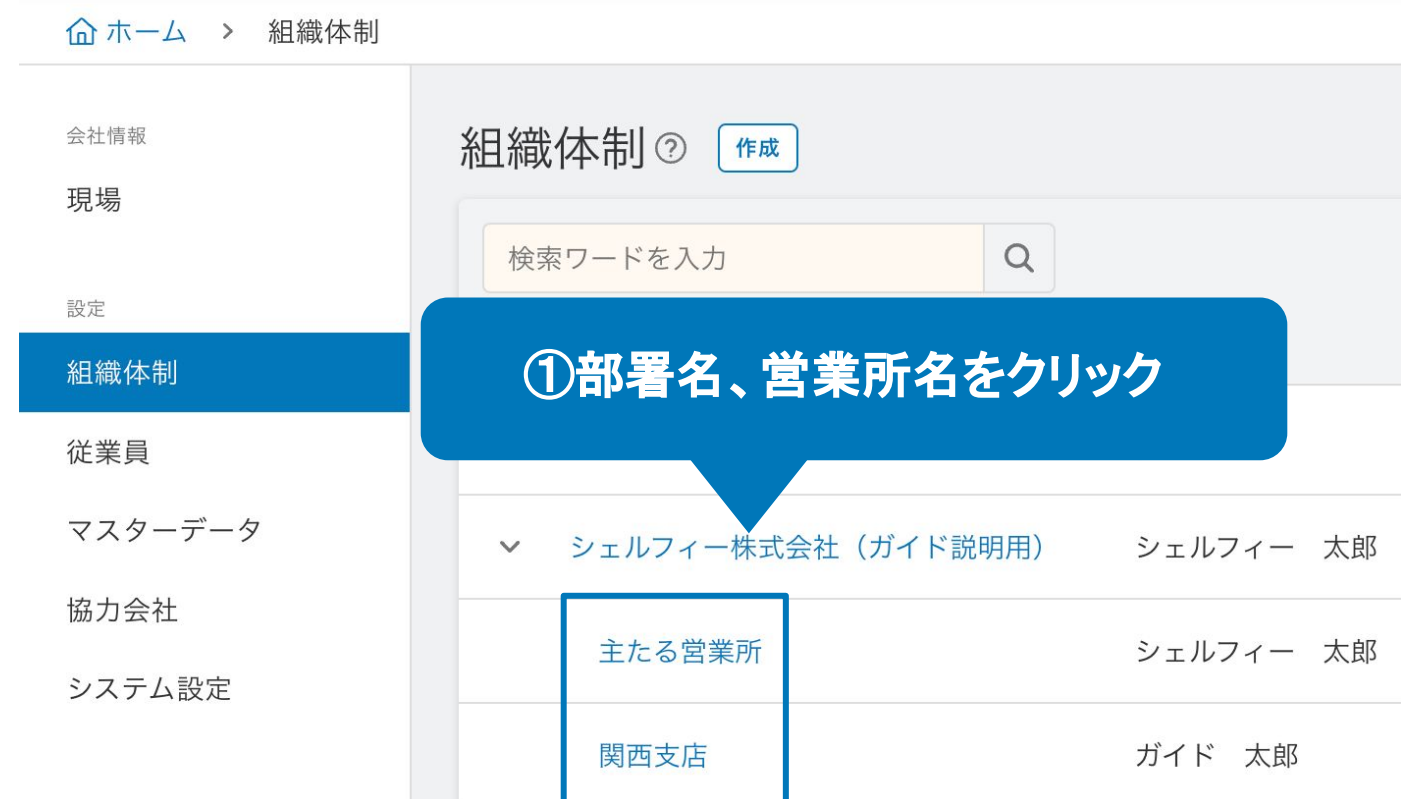 ホーム > 組織体制
会社情報
現場
設定
組織体制
従業員
マスターデータ
協力会社
システム設定
組織体制? 作成
検索ワードを入力
①部署名、営業所名をクリック
シェルフィー株式会社（ガイド説明用） シェルフィー　太郎
主たる営業所 シェルフィー　太郎
関西支店 ガイド　太郎